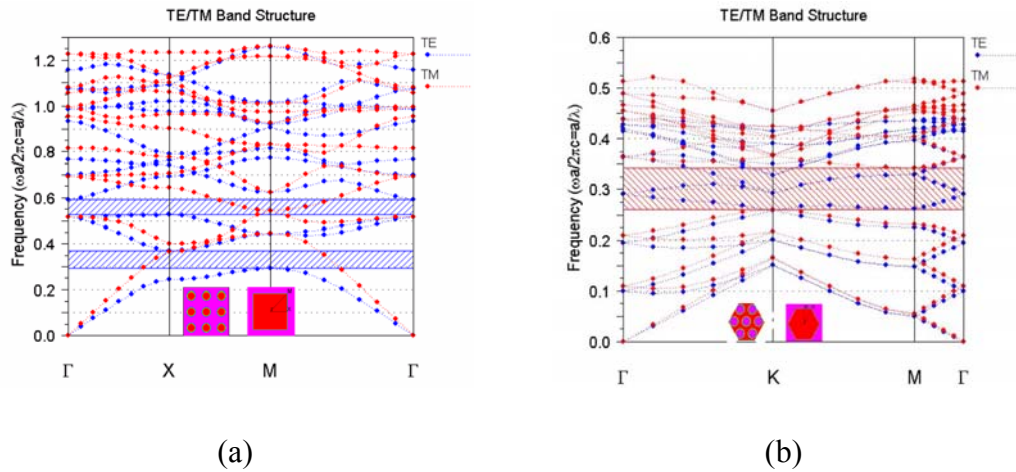 TE/TM Band Structure
Frequency (ωa/2πc=a/λ)
1.2
1.0
0.8
0.6
0.4
0.2
0.0
Γ X M Γ
TE
TM
(a)
TE/TM Band Structure
Frequency (ωa/2πc=a/λ)
0.6
0.5
0.4
0.3
0.2
0.1
0.0
Γ K M Γ
TE
TM
(b)